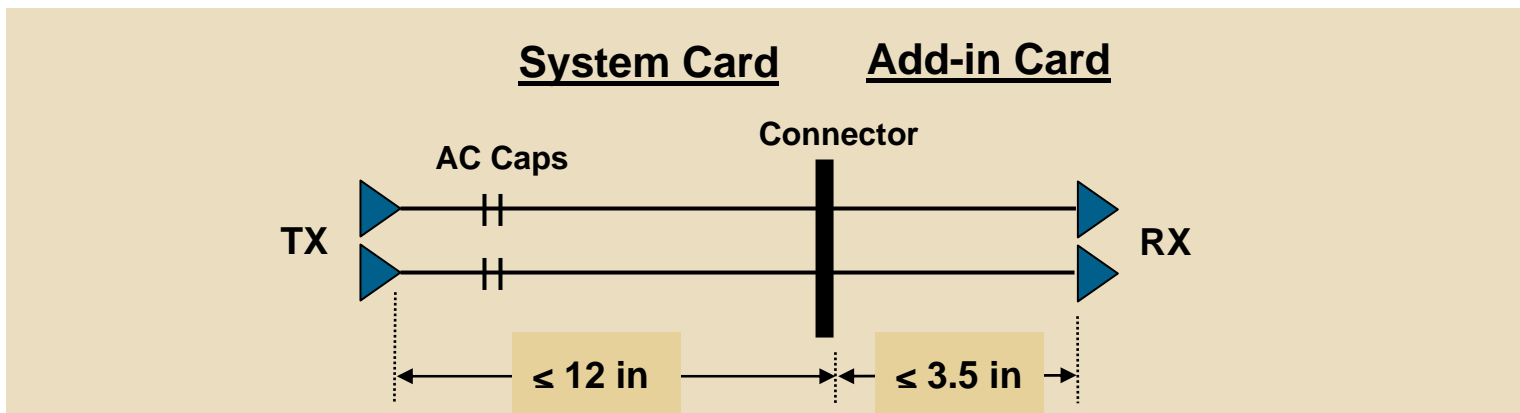 System Card
Add-in Card
Connector
AC Caps
TX
RX
≤ 12 in
≤ 3.5 in